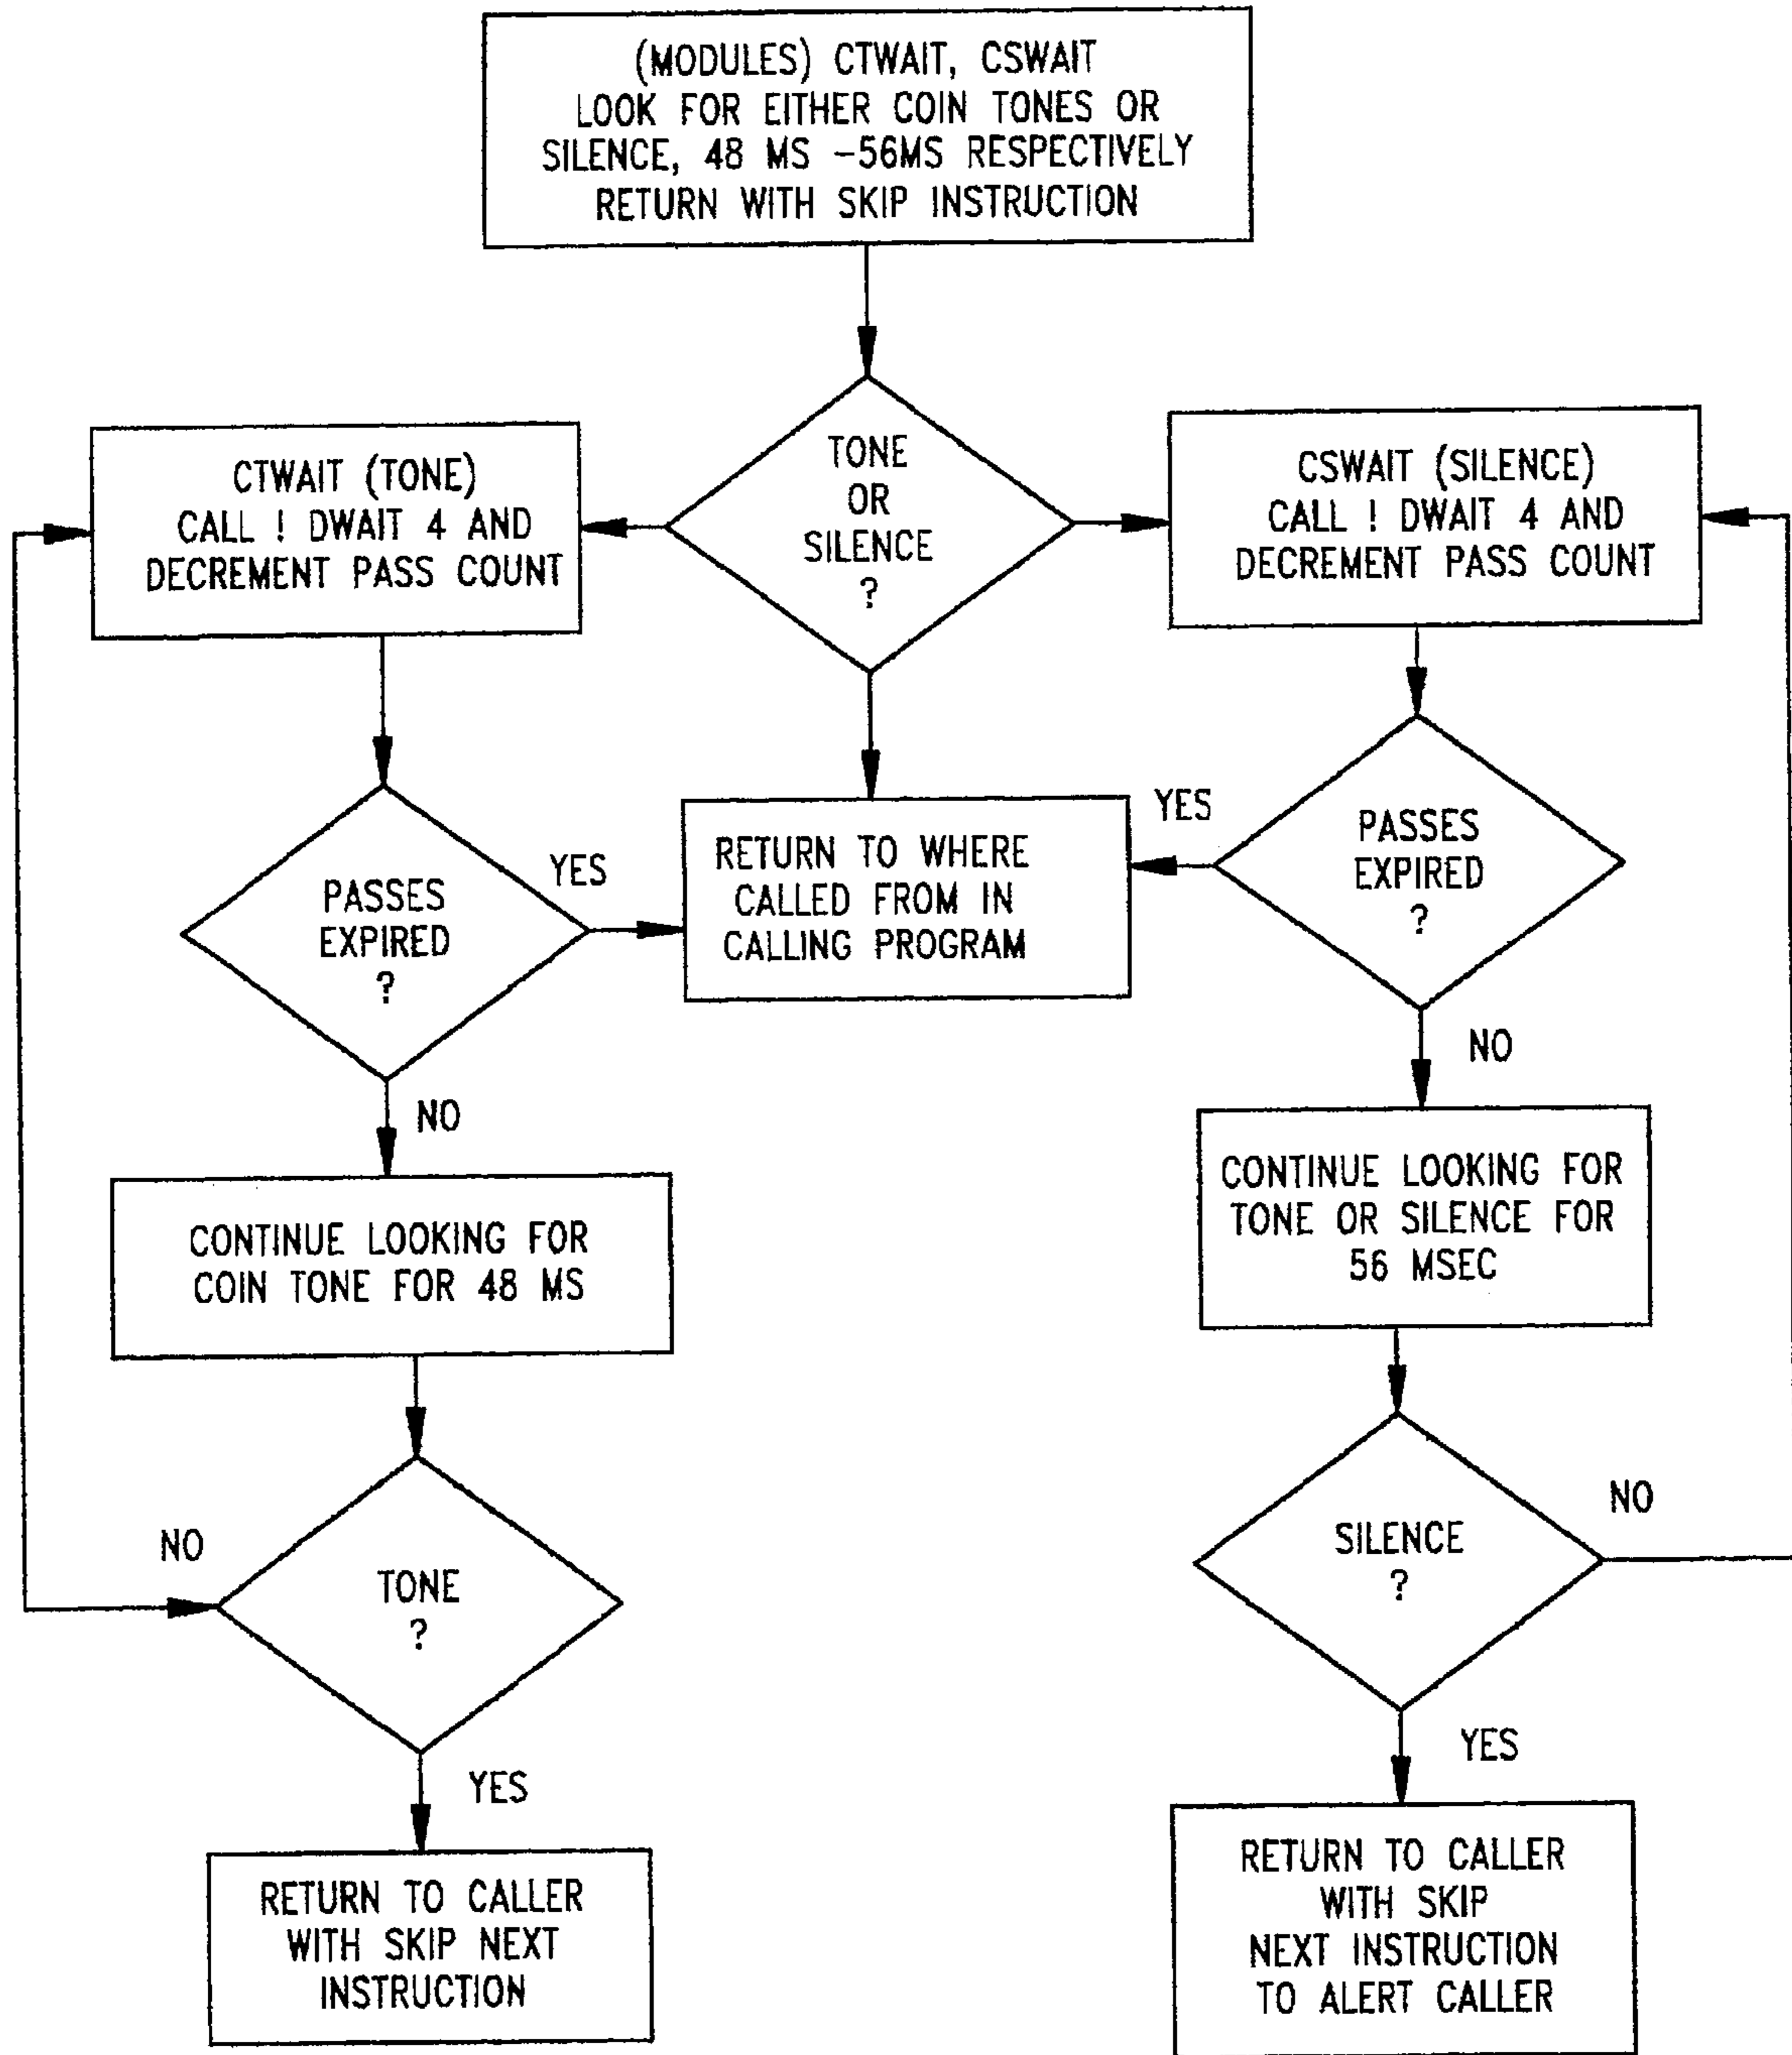 (MODULES) CTWAIT, CSWAIT
LOOK FOR EITHER COIN TONES OR
SILENCE, 48 MS -56MS RESPECTIVELY
RETURN WITH SKIP INSTRUCTION
TONE
OR
SILENCE
?
CTWAIT (TONE)
CALL ! DWAIT 4 AND
DECREMENT PASS COUNT
CSWAIT (SILENCE)
CALL ! DWAIT 4 AND
DECREMENT PASS COUNT
PASSES
EXPIRED
?
YES
RETURN TO WHERE
CALLED FROM IN
CALLING PROGRAM
YES
PASSES
EXPIRED
?
NO
NO
CONTINUE LOOKING FOR
COIN TONE FOR 48 MS
CONTINUE LOOKING FOR
TONE OR SILENCE FOR
56 MSEC
NO
TONE
?
SILENCE
?
NO
YES
YES
RETURN TO CALLER
WITH SKIP NEXT
INSTRUCTION
RETURN TO CALLER
WITH SKIP
NEXT INSTRUCTION
TO ALERT CALLER